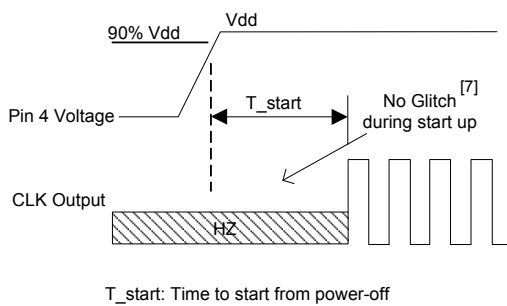 Vdd
90% Vdd
T_start
No Glitch [7]
during start up
Pin 4 Voltage
CLK Output
HZ
T_start: Time to start from power-off